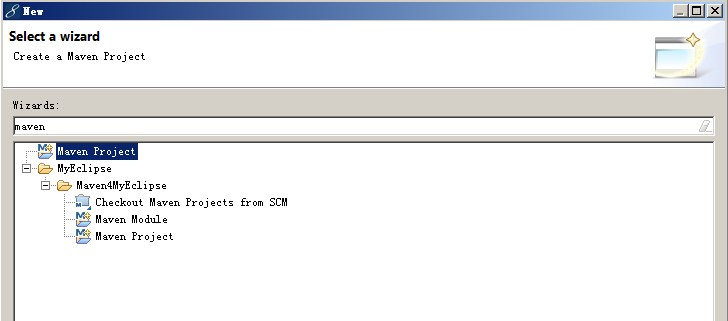 New
Select a wizard
Create a Maven Project
Wizards:
maven
Maven Project
MyEclipse
Maven4MyEclipse
Checkout Maven Projects from SCM
Maven Module
Maven Project